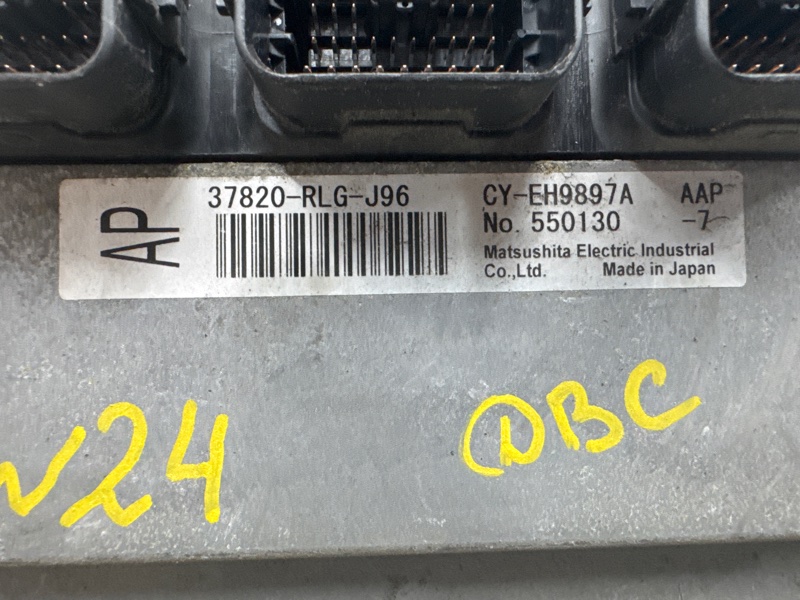 AP
37820-RLG-J96
CY-EH9897A AAP
No. 550130 -7
Matsushita Electric Industrial
Co.,Ltd. Made in Japan
24
DBC